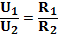 U₁/U₂ = R₁/R₂